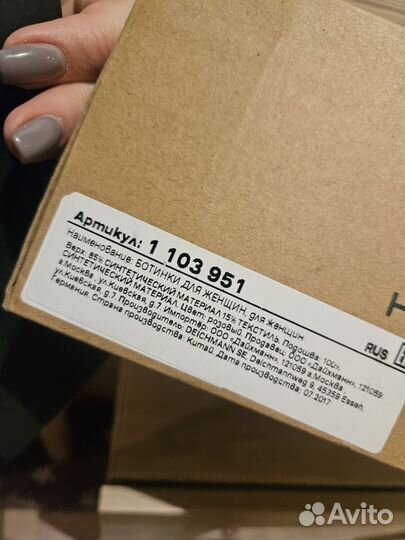 Артикул: 1 103 951
Наименование: БОТИНКИ ДЛЯ ЖЕНЩИН, для женщин
Верх: 85% СИНТЕТИЧЕСКИЙ МАТЕРИАЛ 15% ТЕКСТИЛЬ. Подошва: 100%
СИНТЕТИЧЕСКИЙ МАТЕРИАЛ. Цвет: розовый. Продавец: ООО «Дайхманн», 121059
г.Москва, ул.Киевская, д.7. Импортер: ООО «Дайхманн», 121059 г.Москва
ул.Киевская, д.7. Производитель: DEICHMANN SE, Deichmannweg 9, 45359 Essen,
Германия. Страна производства: Китай. Дата производства: 07.2017.
RUS
H
Avito